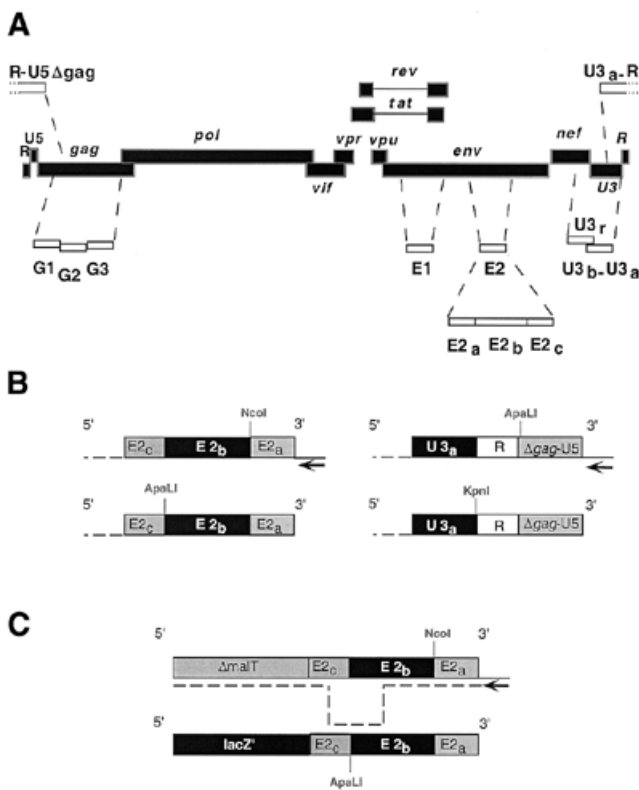 A
rev
R-U5Δgag
U3a-R
tat
U5
pol
vpr
vpu
nef
R
gag
env
R
vif
U3
U3r
G1
G2
G3
E1
E2
U3b-U3a
E2a
E2b
E2c
B
NcoI
ApaLI
5'
3'
5'
3'
E2c
E 2b
E2a
U 3a
R
Δgag-U5
ApaLI
KpnI
5'
3'
5'
3'
E2c
E 2b
E2a
U 3a
R
Δgag-U5
C
NcoI
5'
3'
ΔmalT
E2c
E 2b
E2a
5'
3'
lacZ'
E2c
E 2b
E2a
ApaLI